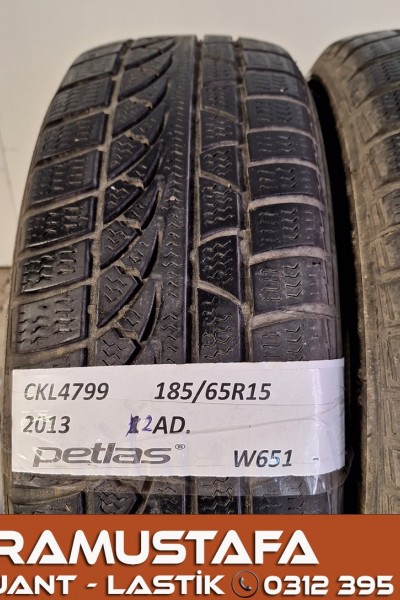 CKL4799 185/65R15
2013 2AD.
petlas® W651 -
RAMUSTAFA
JANT - LASTİK 0312 395